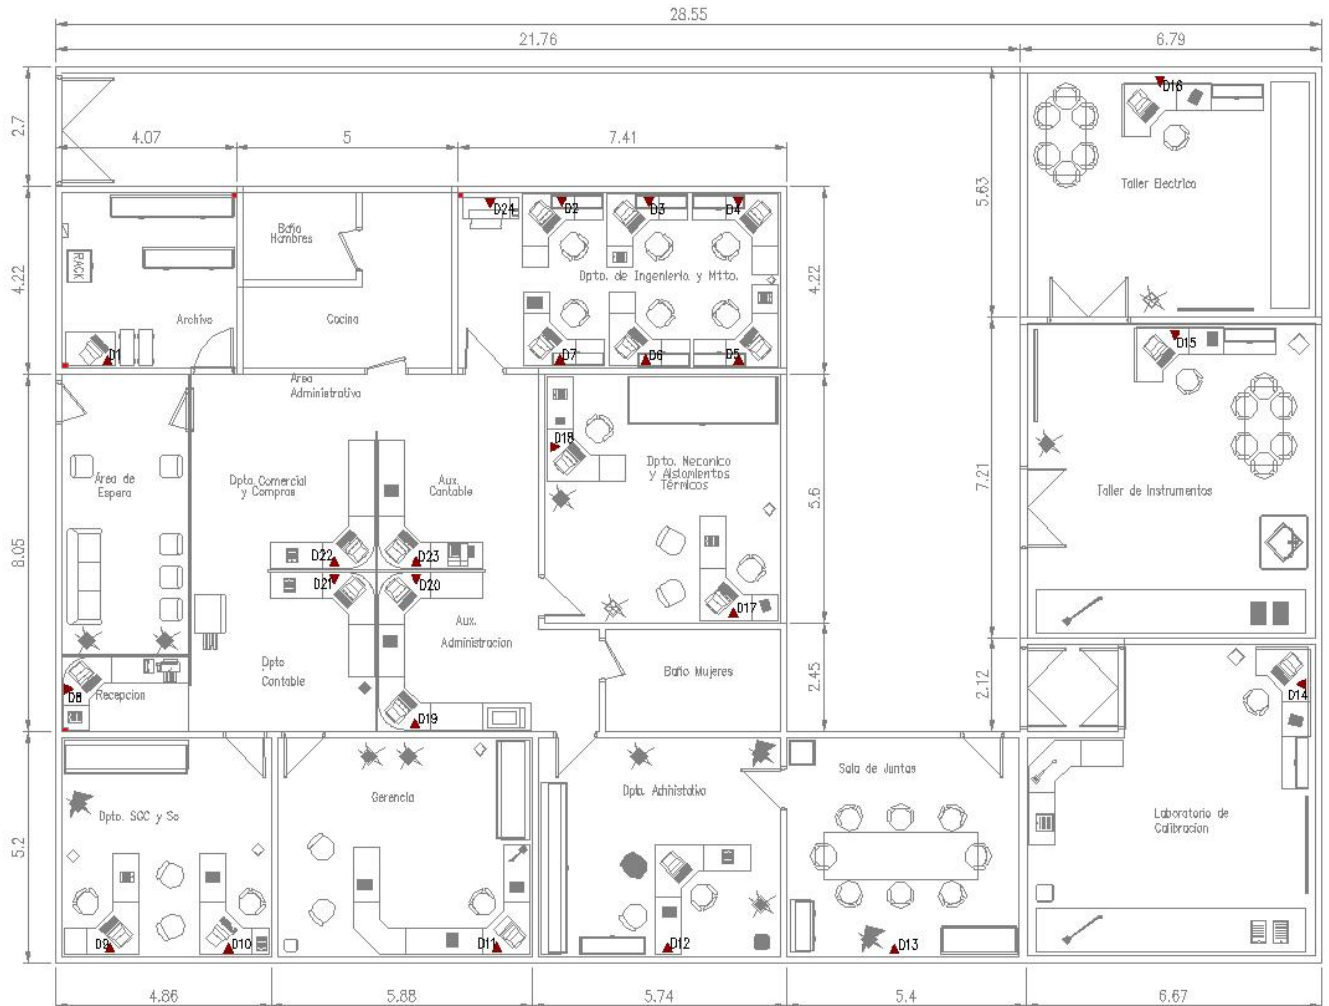 28.55
21.76
6.79
2.7
4.07
5
7.41
5.63
D16
Taller Electrica
4.22
RACK
Archivo
D1
Baño
Hombres
Cocina
D24
D2
D3
D4
Dpto. de Ingenieria y Mtto.
D7
D6
D5
4.22
D15
Taller de Instrumentos
7.21
8.05
Area
Administrativa
Area de
Espera
Dpto. Comercial
y Compras
Aux.
Contable
D18
Dpto. Mecanico
y Aislamientos
Térmicos
5.6
D22
D23
D21
D20
D17
Aux.
Administracion
Dpto
Contable
Baño Mujeres
2.45
2.12
D8
Recepcion
D19
D14
5.2
Dpto. SGC y So
Gerencia
Sala de Juntas
Laboratorio de
Calibracion
D9
D10
D11
D12
D13
4.86
5.88
5.74
5.4
6.67